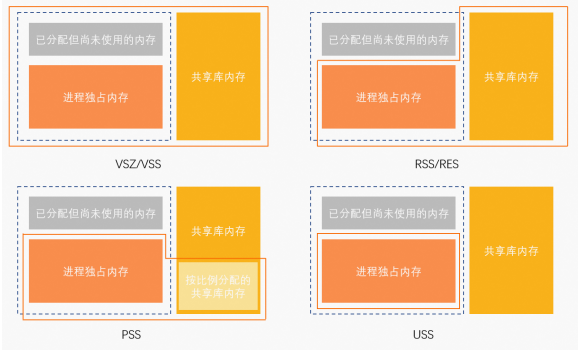 已分配但尚未使用的内存
进程独占内存
共享库内存
VSZ/VSS
已分配但尚未使用的内存
进程独占内存
共享库内存
RSS/RES
已分配但尚未使用的内存
进程独占内存
共享库内存
按比例分配的
共享库内存
PSS
已分配但尚未使用的内存
进程独占内存
共享库内存
USS